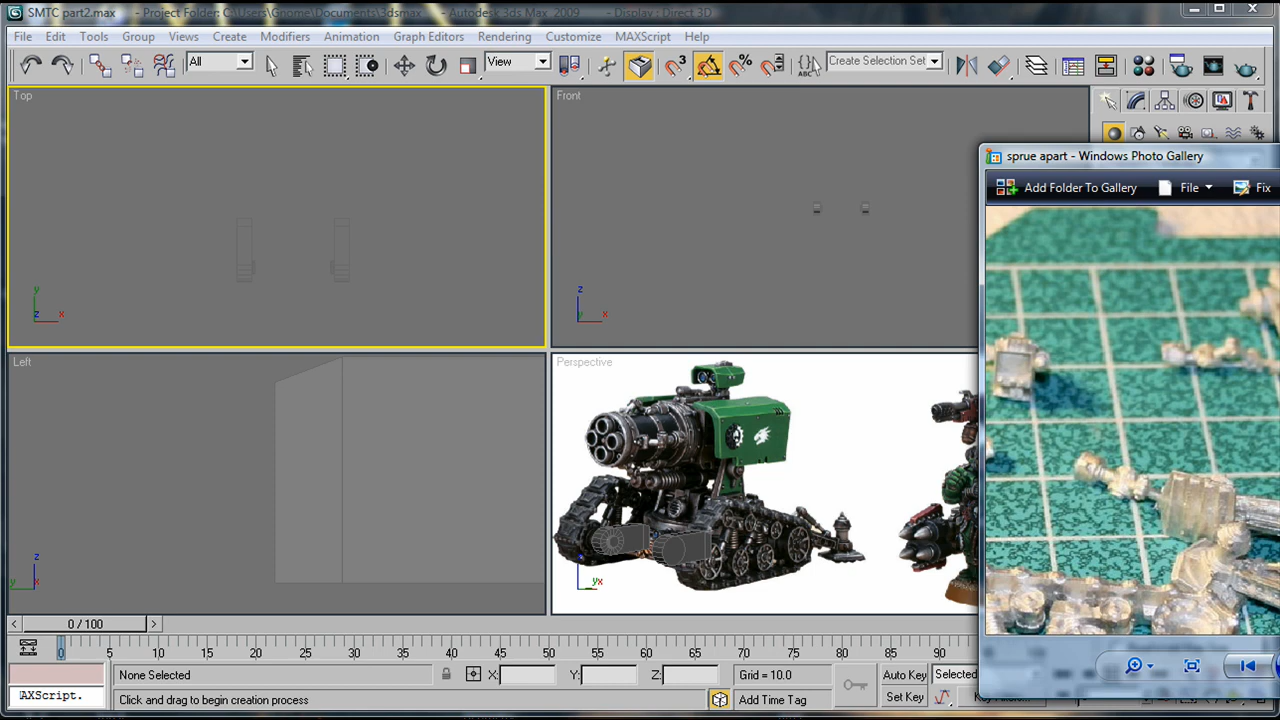 SMTC part2.max - Project Folder: C:\Users\Gnome\Documents\3dsmax - Autodesk 3ds Max 2009 - Display : Direct 3D
File Edit Tools Group Views Create Modifiers Animation Graph Editors Rendering Customize MAXScript Help
All
View
Create Selection Set
Top
Front
sprue apart - Windows Photo Gallery
Add Folder To Gallery File Fix
y
z x
z
y x
Left
Perspective
z
y x
z
yx
0 / 100
0 5 10 15 20 25 30 35 40 45 50 55 60 65 70 75 80 85 90
None Selected X: Y: Z: Grid = 10.0 Auto Key Selected
AXScript. Click and drag to begin creation process Add Time Tag Set Key